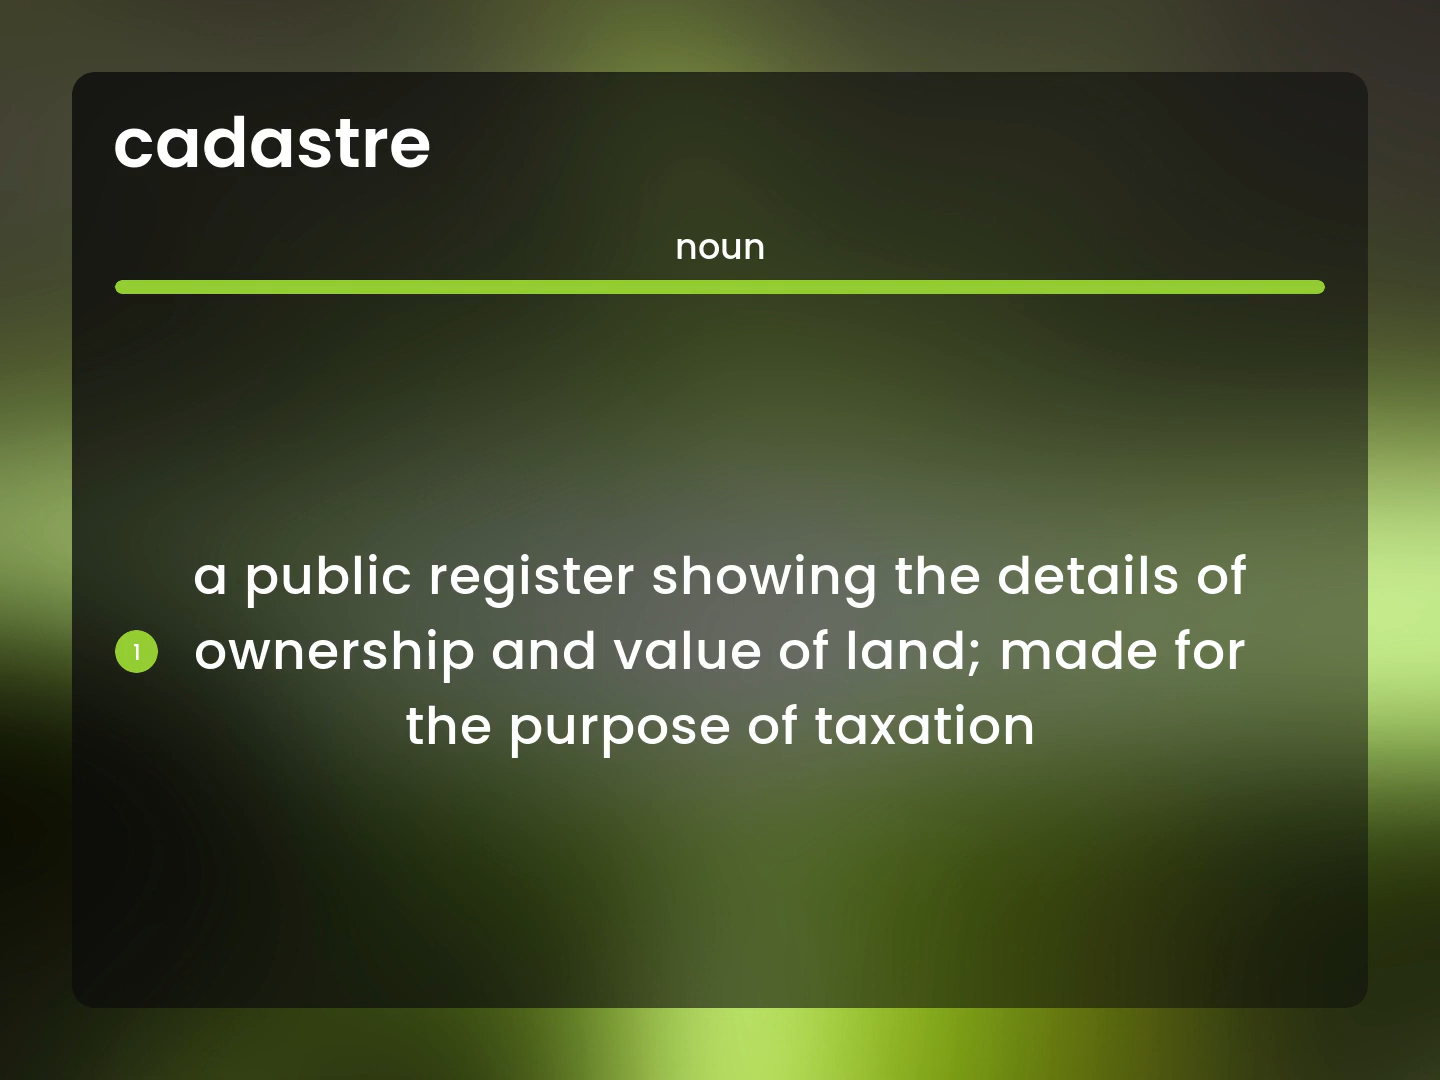 cadastre
noun
a public register showing the details of
1 ownership and value of land; made for
the purpose of taxation